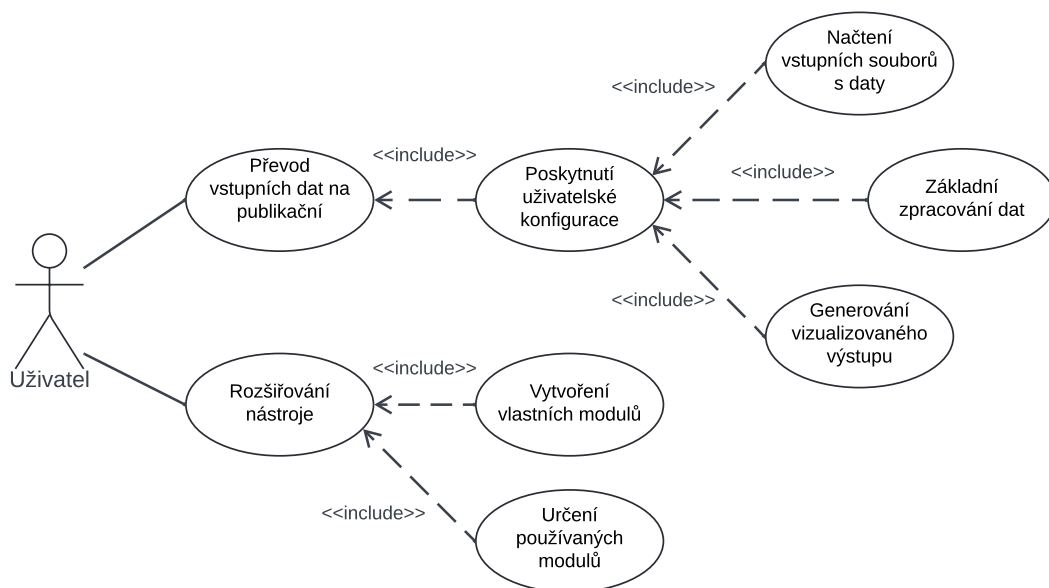 Načtení
vstupních souborů
s daty
<<include>>
Převod
vstupních dat na
publikační
<<include>>
Poskytnutí
uživatelské
konfigurace
<<include>>
Základní
zpracování dat
<<include>>
Generování
vizualizovaného
výstupu
Uživatel
Rozšiřování
nástroje
<<include>>
Vytvoření
vlastních modulů
<<include>>
Určení
používaných
modulů